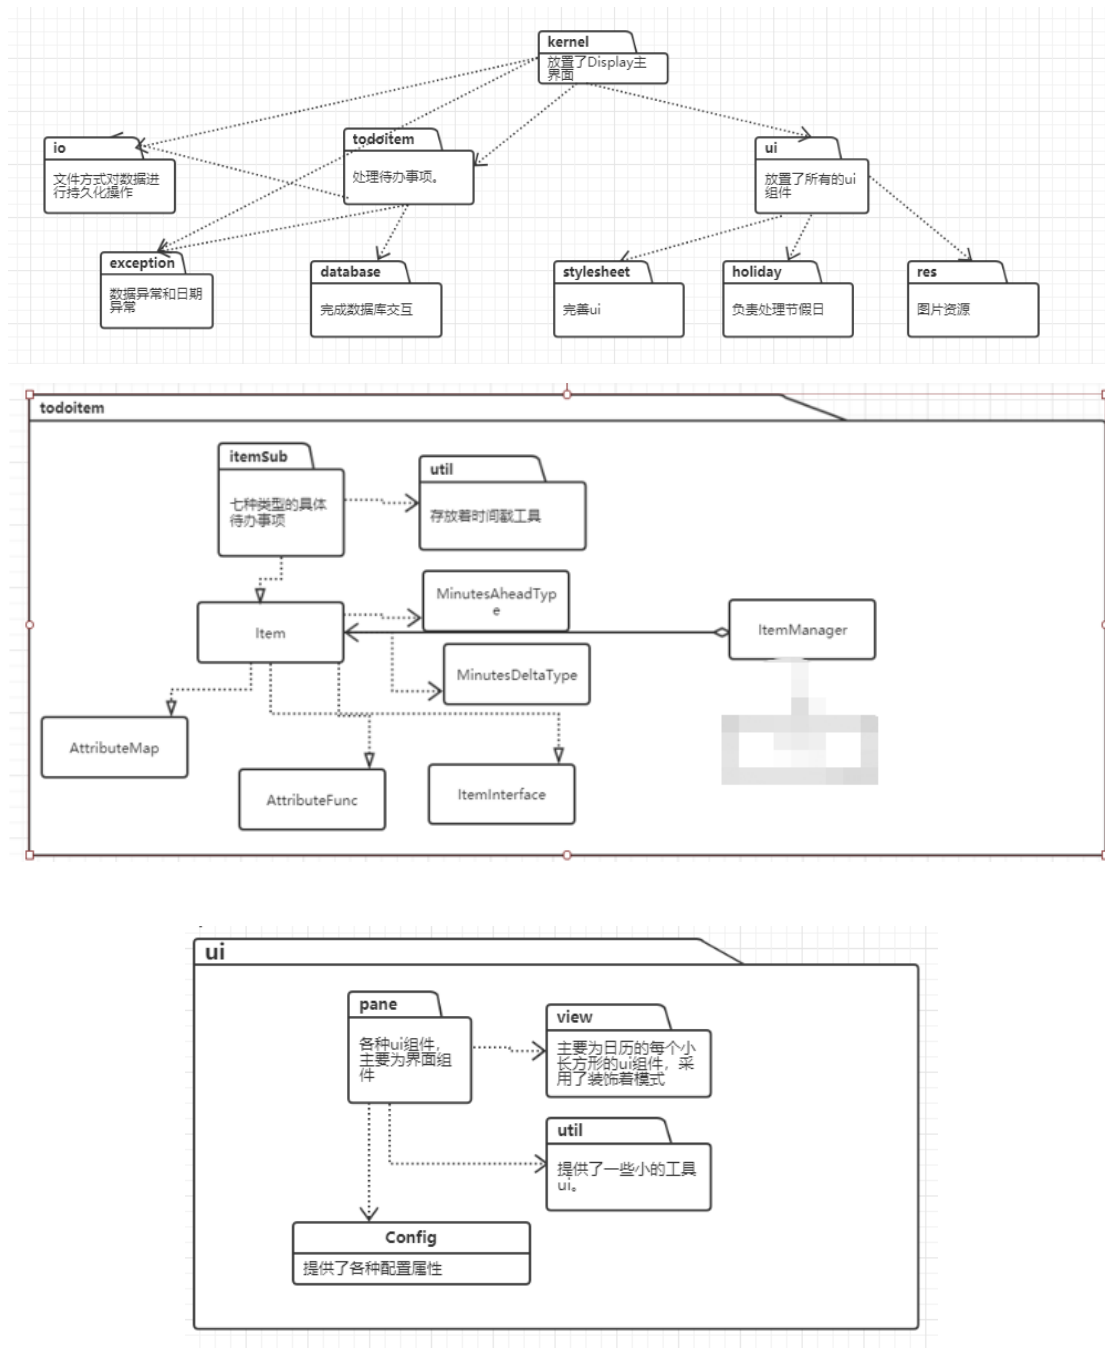 kernel
放置了Display主
界面
io
文件方式对数据进
行持久化操作
todoitem
处理待办事项。
ui
放置了所有的ui
组件
exception
数据异常和日期
异常
database
完成数据库交互
stylesheet
完善ui
holiday
负责处理节假日
res
图片资源
todoitem
itemSub
七种类型的具体
待办事项
util
存放着时间戳工具
MinutesAheadTyp
e
Item
ItemManager
MinutesDeltaType
AttributeMap
AttributeFunc
ItemInterface
ui
pane
各种ui组件，
主要为界面组
件
view
主要为日历的每个小
长方形的ui组件，采
用了装饰着模式
util
提供了一些小的工具
ui。
Config
提供了各种配置属性